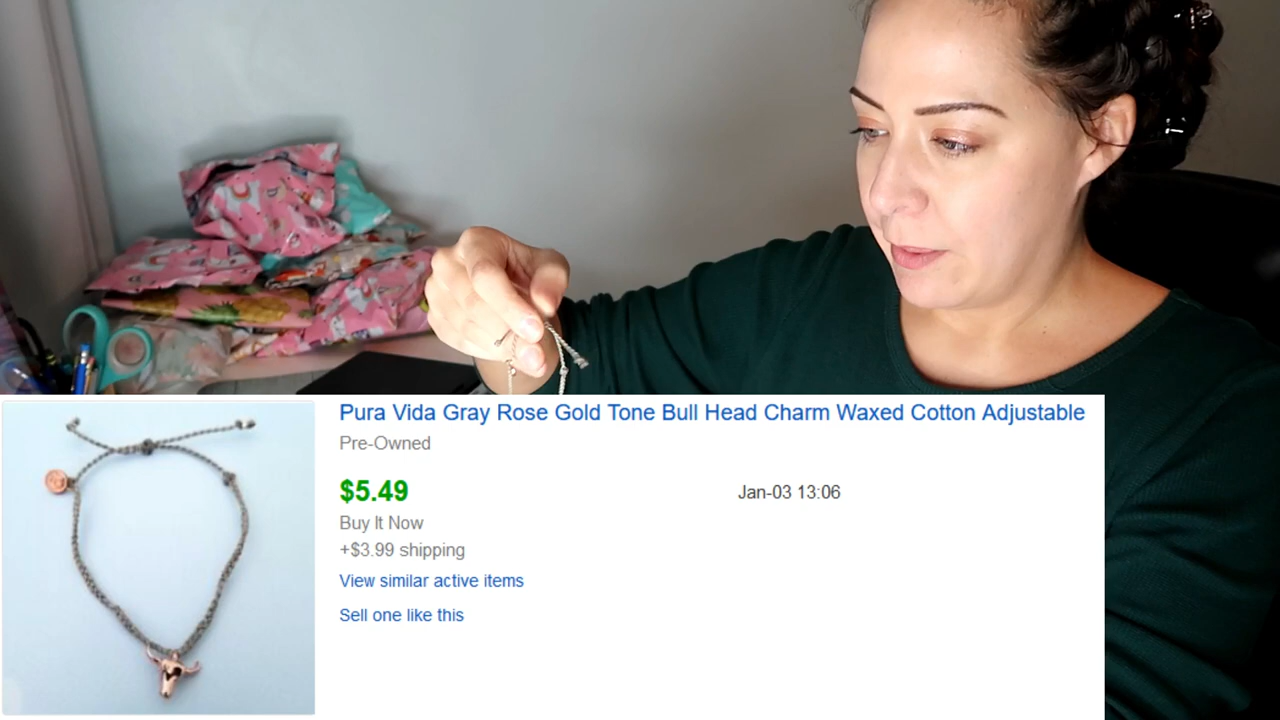 Pura Vida Gray Rose Gold Tone Bull Head Charm Waxed Cotton Adjustable
Pre-Owned
$5.49
Jan-03 13:06
Buy It Now
+$3.99 shipping
View similar active items
Sell one like this